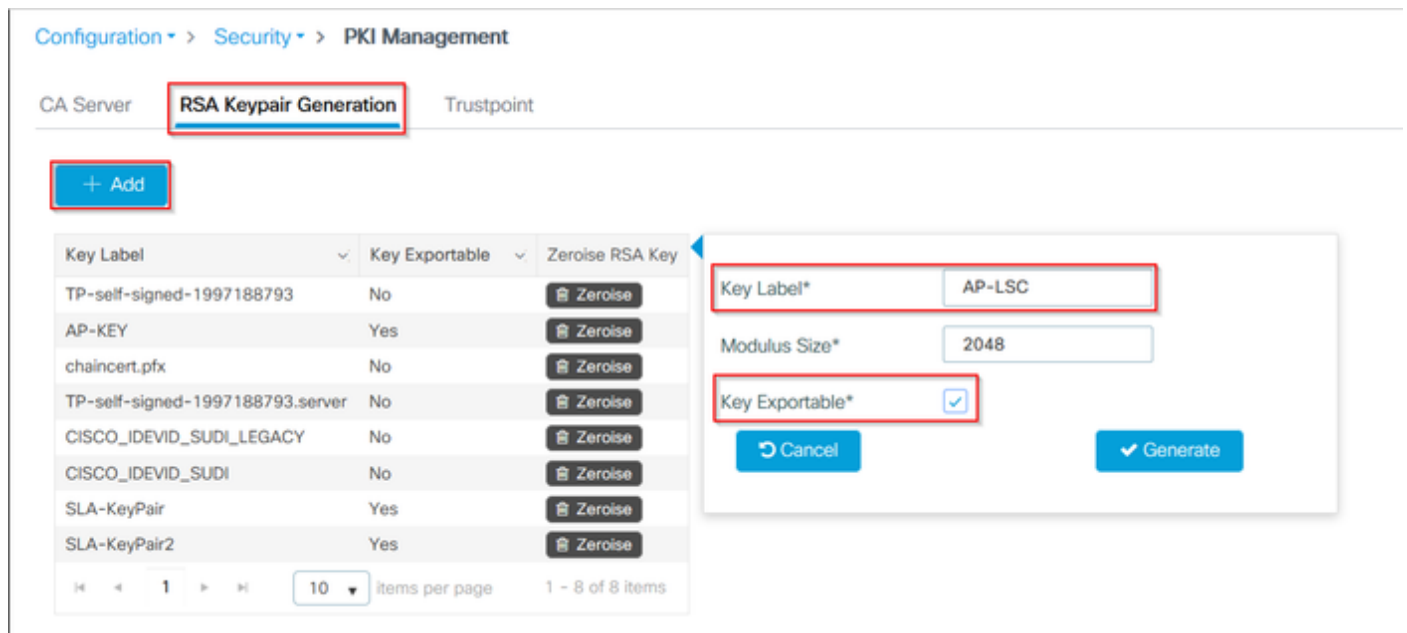 Configuration > Security > PKI Management
CA Server RSA Keypair Generation Trustpoint
+ Add
Key Label Key Exportable Zeroise RSA Key
TP-self-signed-1997188793 No Zeroise
AP-KEY Yes Zeroise
chaincert.pfx No Zeroise
TP-self-signed-1997188793.server No Zeroise
CISCO_IDEVID_SUDI_LEGACY No Zeroise
CISCO_IDEVID_SUDI No Zeroise
SLA-KeyPair Yes Zeroise
SLA-KeyPair2 Yes Zeroise
1 10 items per page 1 - 8 of 8 items
Key Label* AP-LSC
Modulus Size* 2048
Key Exportable*
Cancel Generate